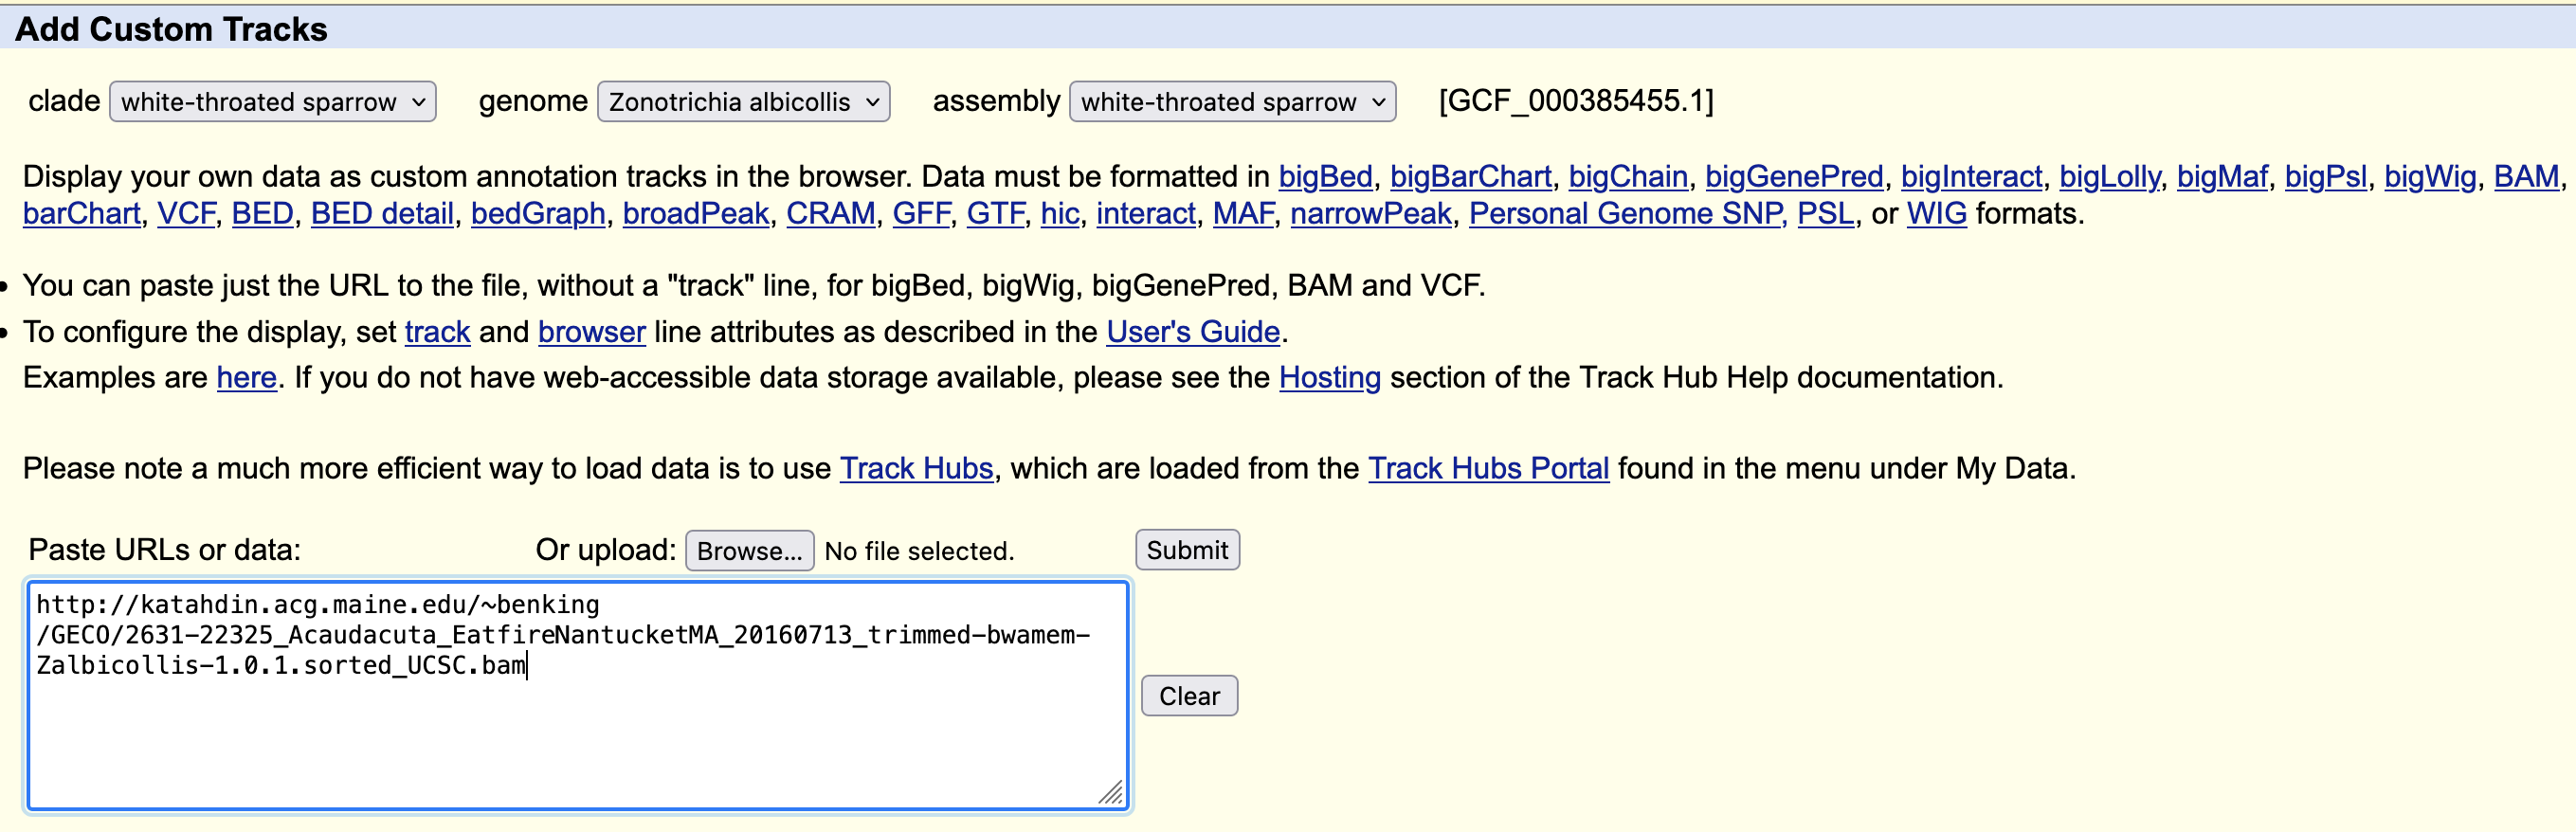 Add Custom Tracks
clade white-throated sparrow genome Zonotrichia albicollis assembly white-throated sparrow [GCF_000385455.1]
Display your own data as custom annotation tracks in the browser. Data must be formatted in bigBed, bigBarChart, bigChain, bigGenePred, bigInteract, bigLolly, bigMaf, bigPsl, bigWig, BAM,
barChart, VCF, BED, BED detail, bedGraph, broadPeak, CRAM, GFF, GTF, hic, interact, MAF, narrowPeak, Personal Genome SNP, PSL, or WIG formats.
• You can paste just the URL to the file, without a "track" line, for bigBed, bigWig, bigGenePred, BAM and VCF.
• To configure the display, set track and browser line attributes as described in the User's Guide.
Examples are here. If you do not have web-accessible data storage available, please see the Hosting section of the Track Hub Help documentation.
Please note a much more efficient way to load data is to use Track Hubs, which are loaded from the Track Hubs Portal found in the menu under My Data.
Paste URLs or data: Or upload: Browse... No file selected. Submit
http://katahdin.acg.maine.edu/~benking
/GECO/2631-22325_Acaudacuta_EatfireNantucketMA_20160713_trimmed-bwamem-
Zalbicollis-1.0.1.sorted_UCSC.bam
Clear